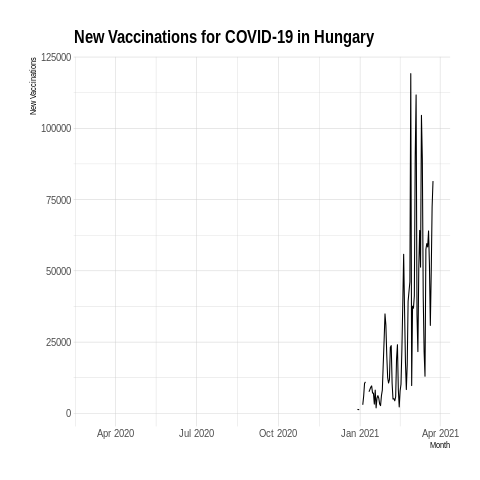 New Vaccinations for COVID-19 in Hungary
New Vaccinations
125000
100000
75000
50000
25000
0
Apr 2020 Jul 2020 Oct 2020 Jan 2021 Apr 2021
Month